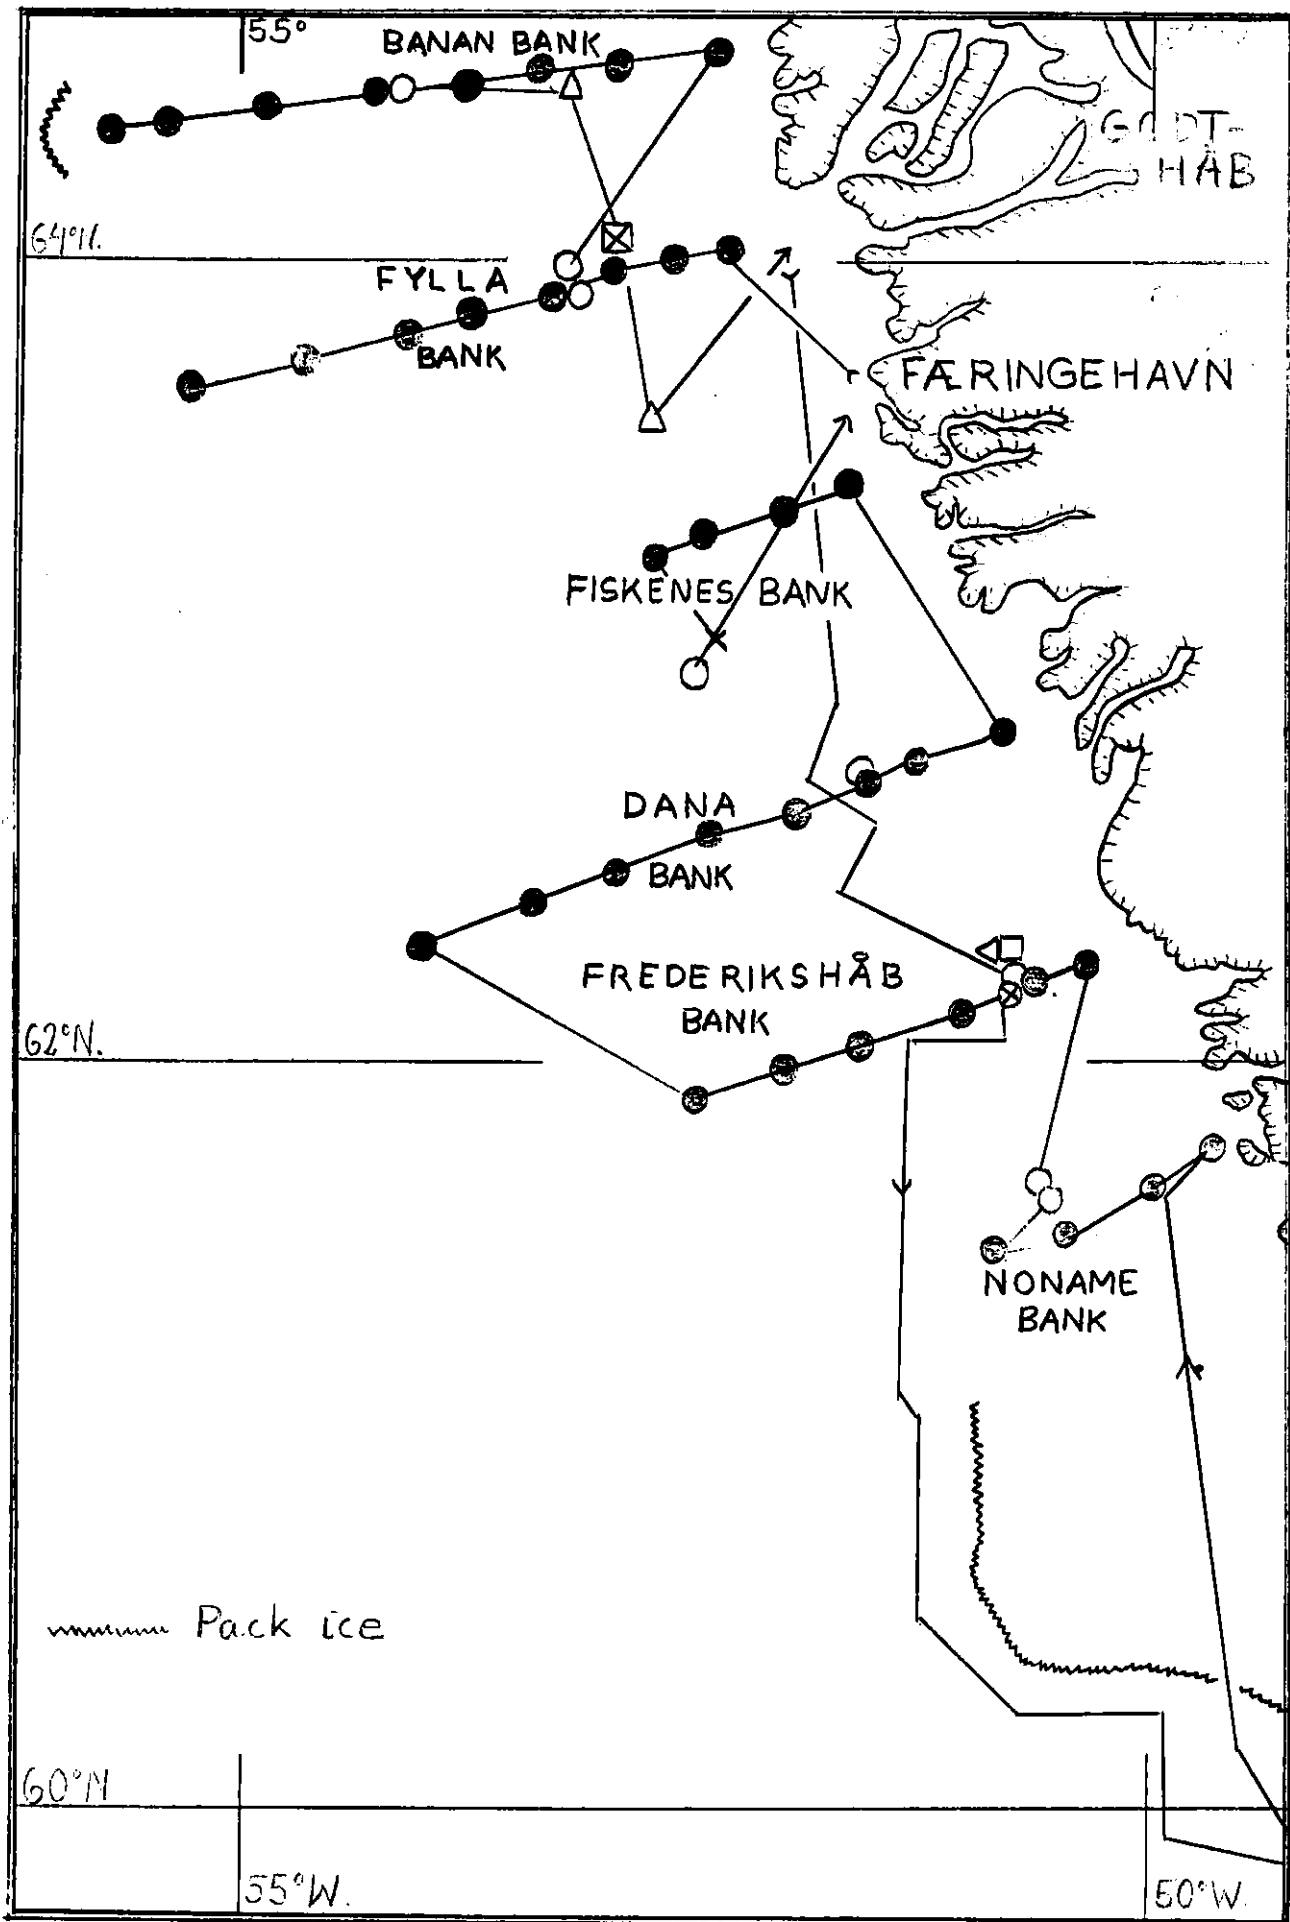 55°
BANAN BANK
GODT-
HÅB
64°N.
FYLLA
BANK
FÆRINGEHAVN
FISKENES BANK
DANA
BANK
FREDERIKSHÅB
BANK
62°N.
NONAME
BANK
Pack ice
60°N
55°W.
50°W.